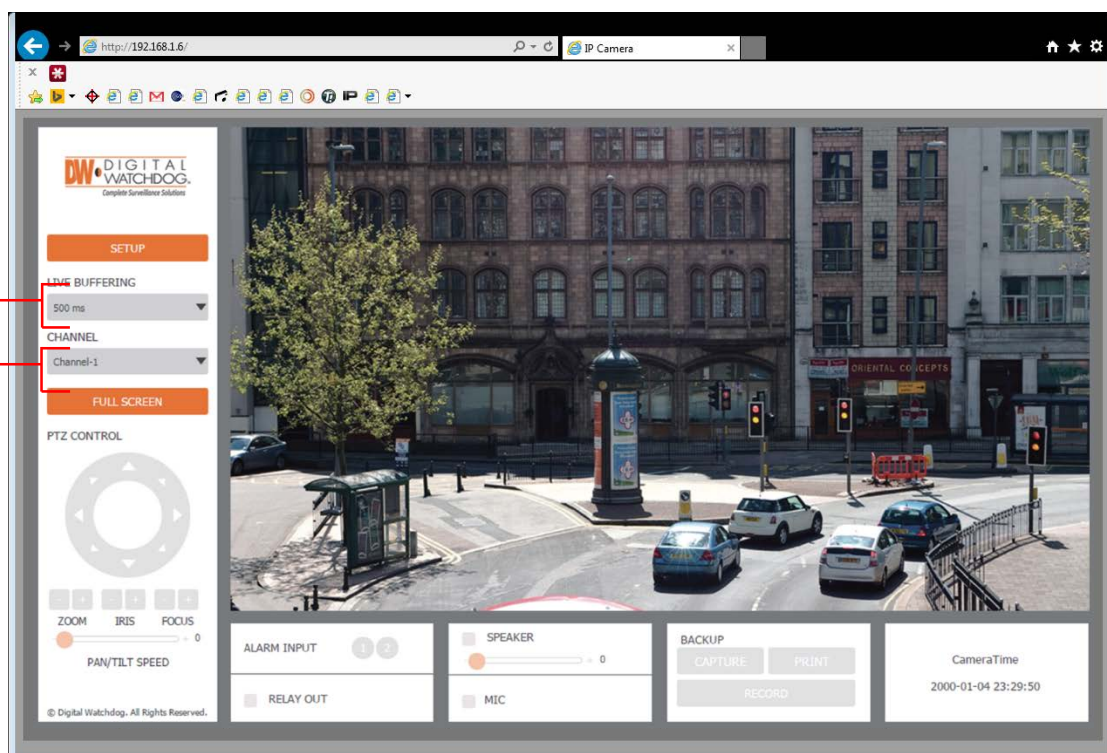 http://192.168.1.6/
IP Camera
DW DIGITAL WATCHDOG.
Complete Surveillance Solutions
SETUP
LIVE BUFFERING
500 ms
CHANNEL
Channel-1
FULL SCREEN
PTZ CONTROL
ZOOM IRIS FOCUS
0
PAN/TILT SPEED
© Digital Watchdog. All Rights Reserved.
ORIENTAL CONCEPTS
ALARM INPUT 1 2
RELAY OUT
SPEAKER
0
MIC
BACKUP
CAPTURE PRINT
RECORD
CameraTime
2000-01-04 23:29:50